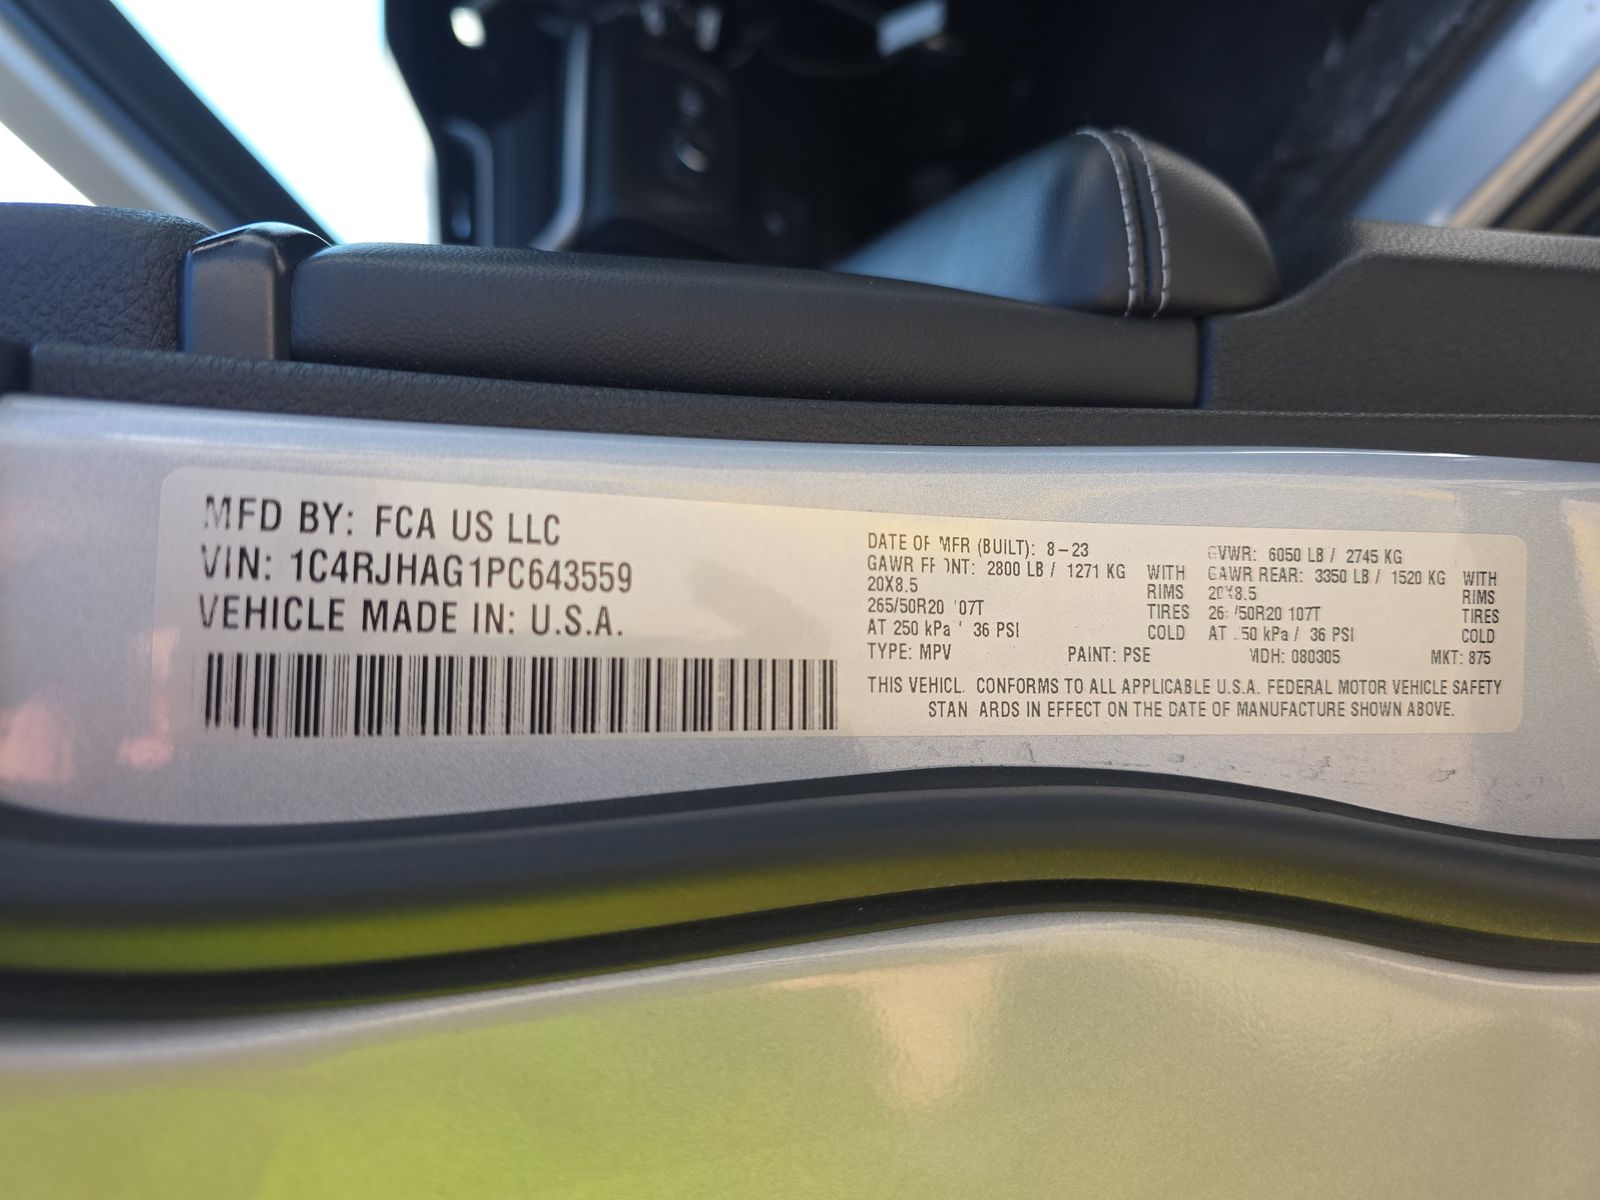 MFD BY: FCA US LLC
VIN: 1C4RJHAG1PC643559
VEHICLE MADE IN: U.S.A.
DATE OF MFR (BUILT): 8-23
GAWR FRONT: 2800 LB / 1271 KG WITH
20X8.5 RIMS
265/50R20 107T TIRES
AT 250 kPa / 36 PSI COLD
GVWR: 6050 LB / 2745 KG
GAWR REAR: 3350 LB / 1520 KG WITH
20X8.5 RIMS
265/50R20 107T TIRES
AT 250 kPa / 36 PSI COLD
TYPE: MPV PAINT: PSE MDH: 080305 MKT: 875
THIS VEHICLE CONFORMS TO ALL APPLICABLE U.S.A. FEDERAL MOTOR VEHICLE SAFETY
STANDARDS IN EFFECT ON THE DATE OF MANUFACTURE SHOWN ABOVE.